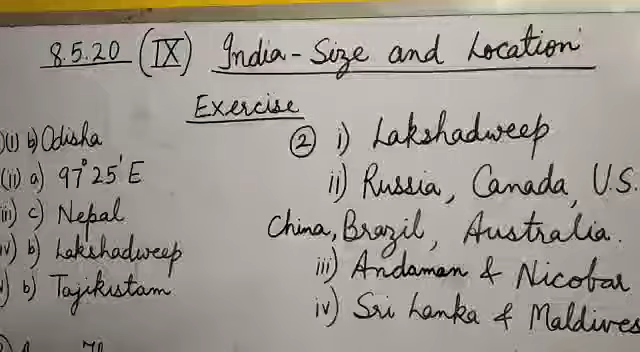 8.5.20 (IX) India - Size and Location
Exercise
(i) b) Odisha
(ii) a) 97° 25' E
iii) c) Nepal
iv) b) Lakshadweep
) b) Tajikistam
② i) Lakshadweep
ii) Russia, Canada, U.S.
China, Brazil, Australia.
iii) Andaman & Nicobar
iv) Sri Lanka & Maldives